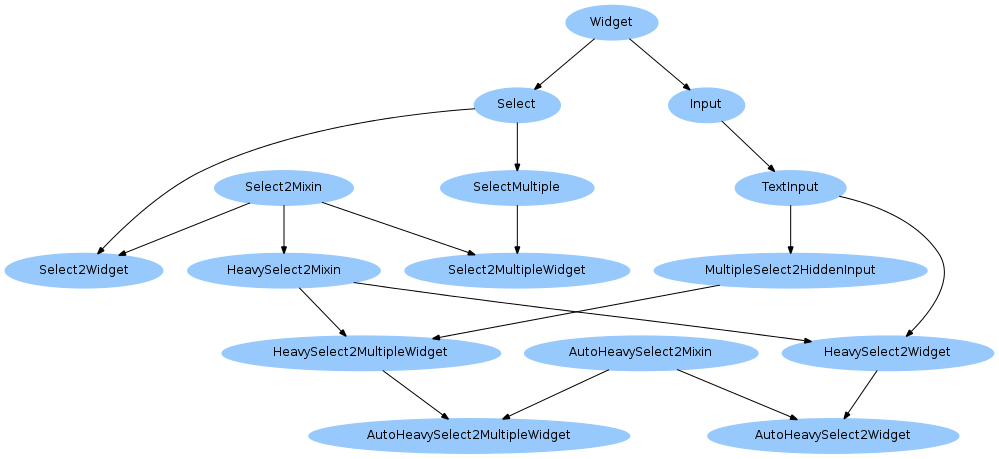 Widget
Select
Input
Select2Mixin
SelectMultiple
TextInput
Select2Widget
HeavySelect2Mixin
Select2MultipleWidget
MultipleSelect2HiddenInput
HeavySelect2MultipleWidget
AutoHeavySelect2Mixin
HeavySelect2Widget
AutoHeavySelect2MultipleWidget
AutoHeavySelect2Widget